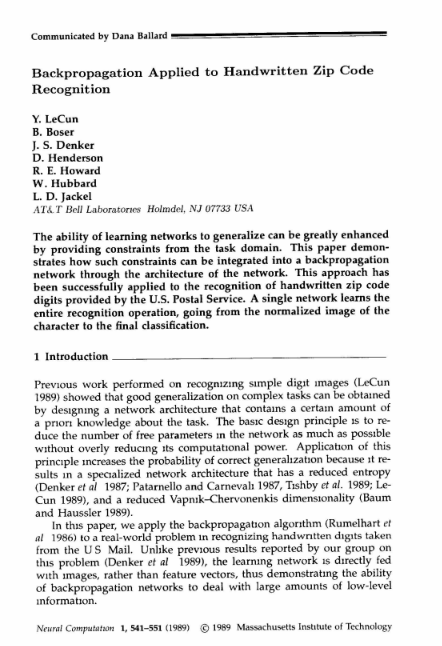 Communicated by Dana Ballard
Backpropagation Applied to Handwritten Zip Code
Recognition
Y. LeCun
B. Boser
J. S. Denker
D. Henderson
R. E. Howard
W. Hubbard
L. D. Jackel
AT&T Bell Laboratories Holmdel, NJ 07733 USA
The ability of learning networks to generalize can be greatly enhanced
by providing constraints from the task domain. This paper demon-
strates how such constraints can be integrated into a backpropagation
network through the architecture of the network. This approach has
been successfully applied to the recognition of handwritten zip code
digits provided by the U.S. Postal Service. A single network learns the
entire recognition operation, going from the normalized image of the
character to the final classification.
1 Introduction
Previous work performed on recognizing simple digit images (LeCun
1989) showed that good generalization on complex tasks can be obtained
by designing a network architecture that contains a certain amount of
a priori knowledge about the task. The basic design principle is to re-
duce the number of free parameters in the network as much as possible
without overly reducing its computational power. Application of this
principle increases the probability of correct generalization because it re-
sults in a specialized network architecture that has a reduced entropy
(Denker et al 1987; Patarnello and Carnevali 1987, Tishby et al. 1989; Le-
Cun 1989), and a reduced Vapnik–Chervonenkis dimensionality (Baum
and Haussler 1989).
In this paper, we apply the backpropagation algorithm (Rumelhart et
al 1986) to a real-world problem in recognizing handwritten digits taken
from the U S Mail. Unlike previous results reported by our group on
this problem (Denker et al 1989), the learning network is directly fed
with images, rather than feature vectors, thus demonstrating the ability
of backpropagation networks to deal with large amounts of low-level
information.
Neural Computation 1, 541–551 (1989) © 1989 Massachusetts Institute of Technology